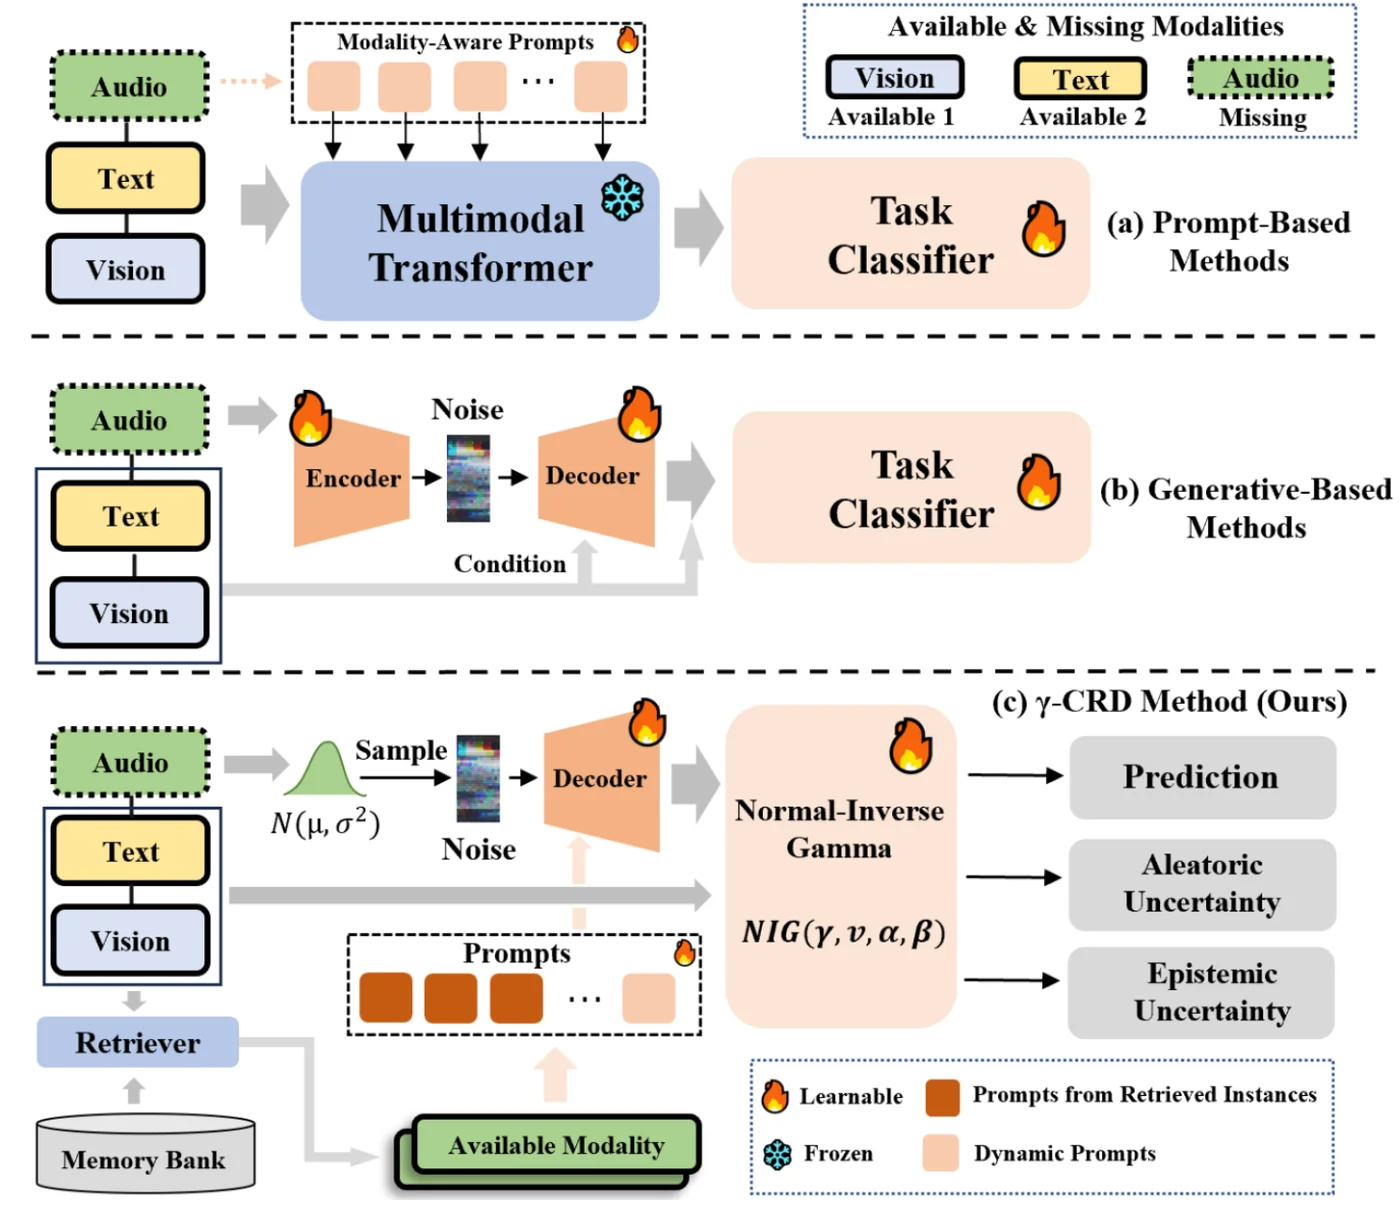 Modality-Aware Prompts
...
Audio
Text
Vision
Multimodal
Transformer
Task
Classifier
Available & Missing Modalities
Vision
Text
Audio
Available 1
Available 2
Missing
(a) Prompt-Based
Methods
Audio
Text
Vision
Encoder
Noise
Decoder
Condition
Task
Classifier
(b) Generative-Based
Methods
(c) γ-CRD Method (Ours)
Audio
Text
Vision
N(μ, σ²)
Sample
Noise
Decoder
Normal-Inverse
Gamma
NIG(γ, υ, α, β)
Prediction
Aleatoric
Uncertainty
Epistemic
Uncertainty
Prompts
...
Retriever
Memory Bank
Available Modality
Learnable
Prompts from Retrieved Instances
Frozen
Dynamic Prompts